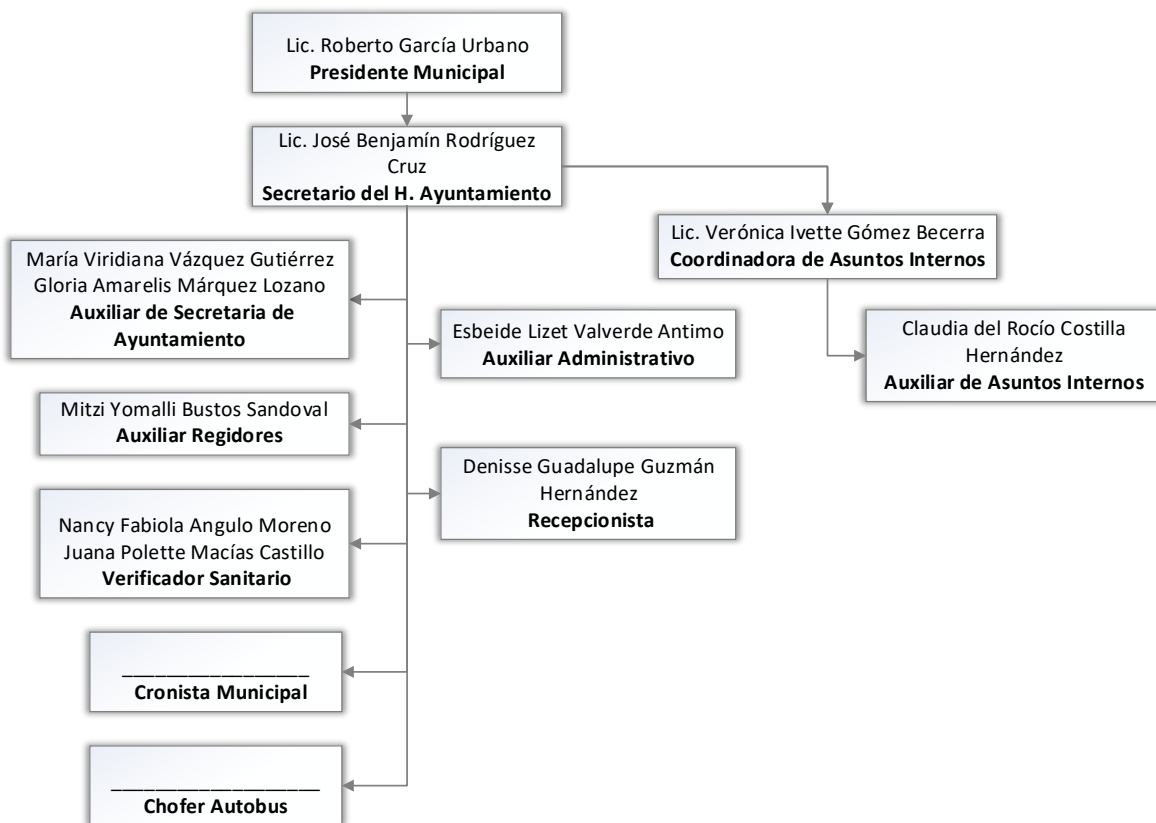 Lic. Roberto García Urbano
Presidente Municipal
Lic. José Benjamín Rodríguez
Cruz
Secretario del H. Ayuntamiento
Lic. Verónica Ivette Gómez Becerra
Coordinadora de Asuntos Internos
María Viridiana Vázquez Gutiérrez
Gloria Amarelis Márquez Lozano
Auxiliar de Secretaria de
Ayuntamiento
Esbeide Lizet Valverde Antimo
Auxiliar Administrativo
Claudia del Rocío Costilla
Hernández
Auxiliar de Asuntos Internos
Mitzi Yomalli Bustos Sandoval
Auxiliar Regidores
Denisse Guadalupe Guzmán
Hernández
Recepcionista
Nancy Fabiola Angulo Moreno
Juana Polette Macías Castillo
Verificador Sanitario
__________________
Cronista Municipal
____________________
Chofer Autobus